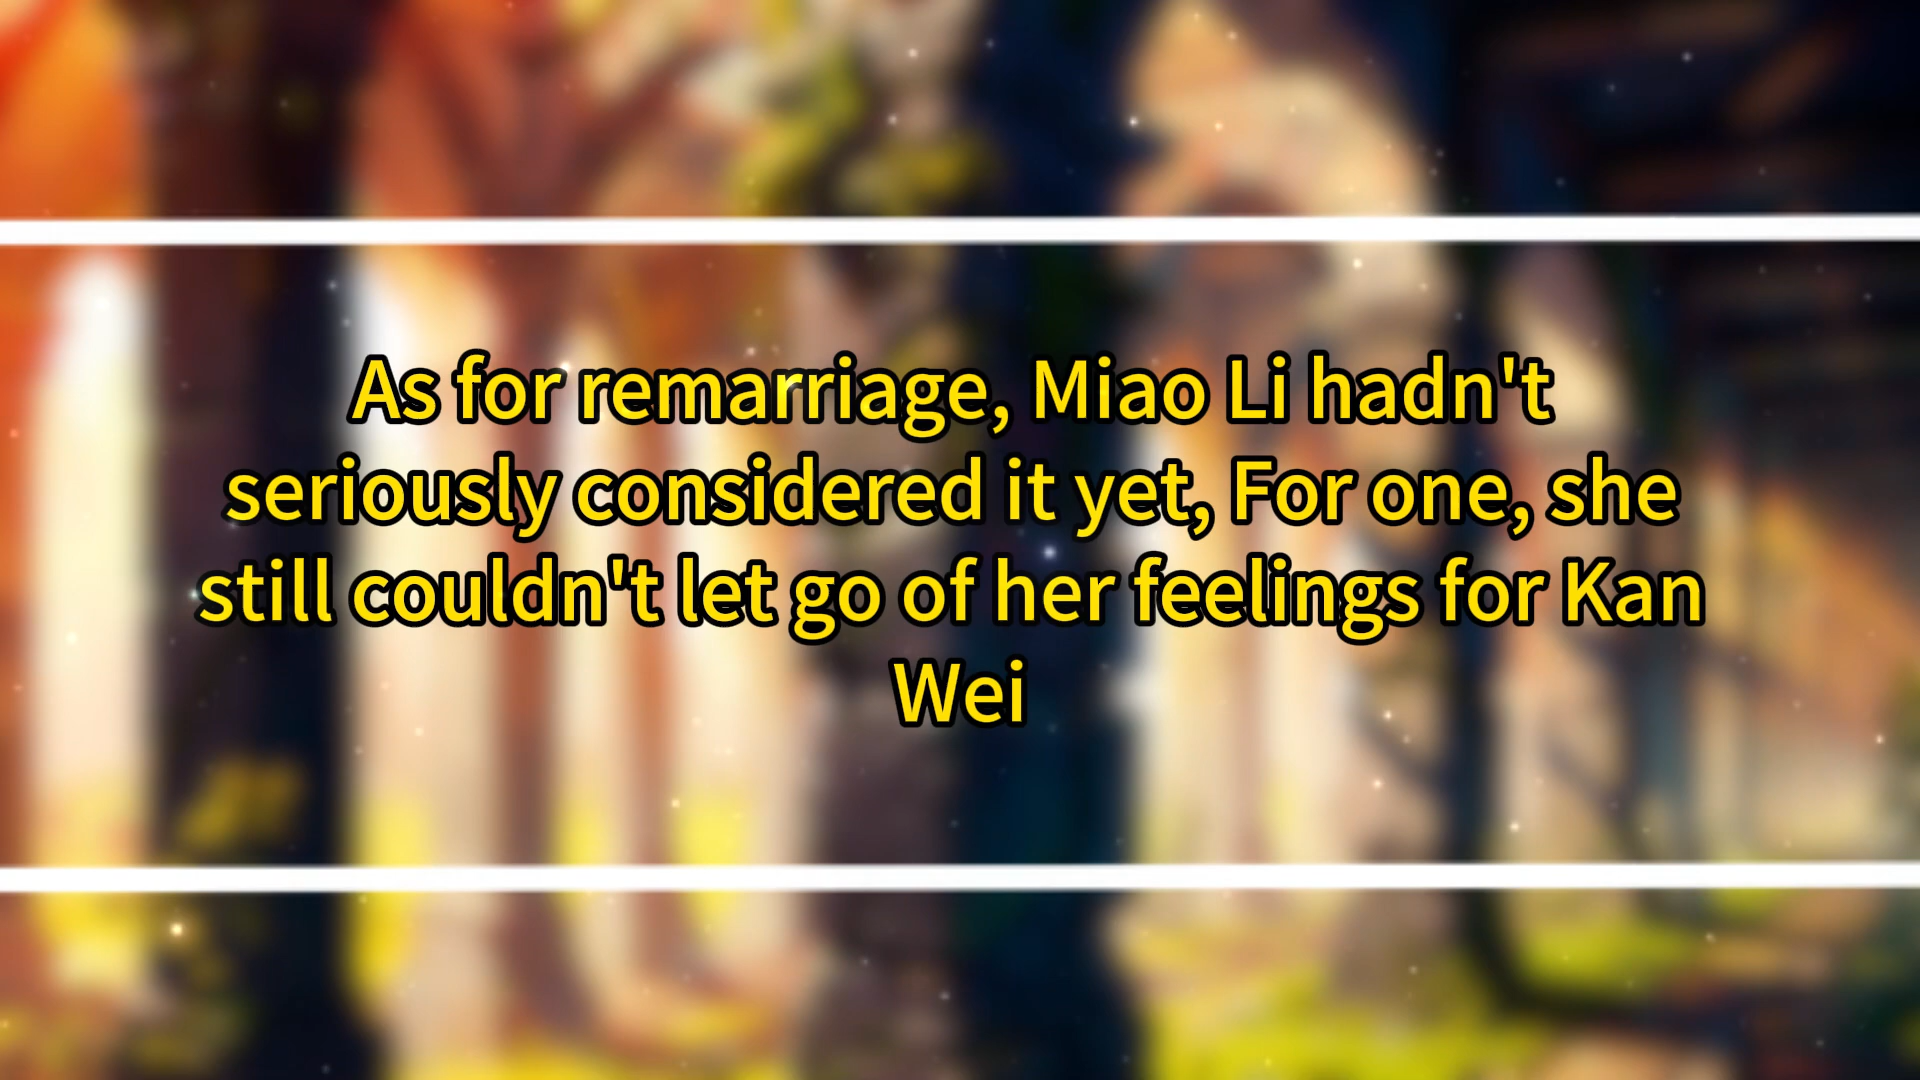 As for remarriage, Miao Li hadn't
seriously considered it yet, For one, she
still couldn't let go of her feelings for Kan
Wei